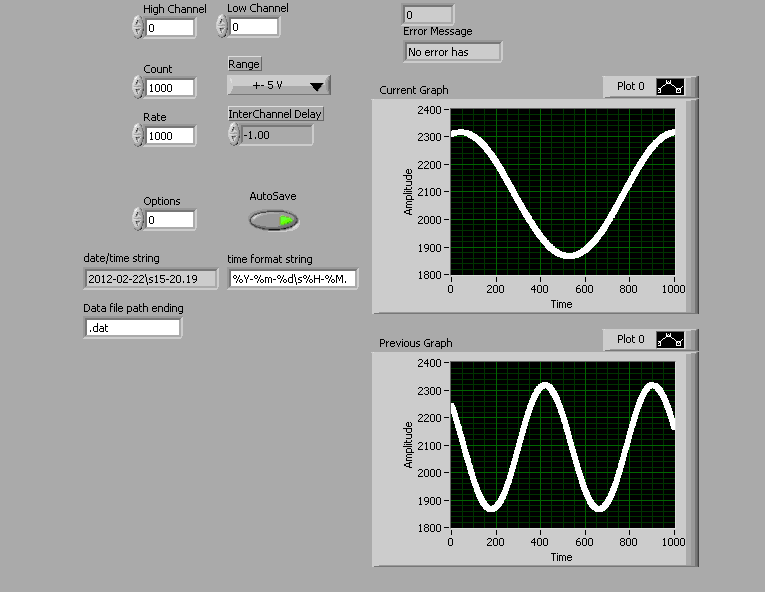 High Channel
0
Low Channel
0
0
Error Message
No error has
Count
1000
Range
+- 5 V
Rate
1000
InterChannel Delay
-1.00
Options
0
AutoSave
date/time string
2012-02-22\s15-20.19
time format string
%Y-%m-%d\s%H-%M.
Data file path ending
.dat
Current Graph
Plot 0
Amplitude
2400
2300
2200
2100
2000
1900
1800
0 200 400 600 800 1000
Time
Previous Graph
Plot 0
Amplitude
2400
2300
2200
2100
2000
1900
1800
0 200 400 600 800 1000
Time